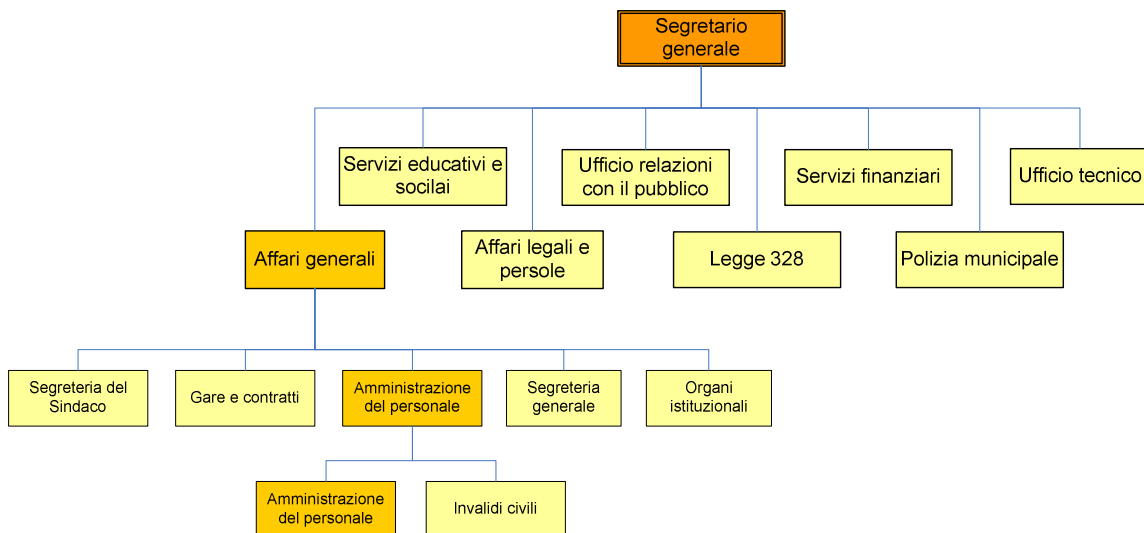 Segretario
generale
Servizi educativi e
socilai
Ufficio relazioni
con il pubblico
Servizi finanziari
Ufficio tecnico
Affari generali
Affari legali e
persole
Legge 328
Polizia municipale
Segreteria del
Sindaco
Gare e contratti
Amministrazione
del personale
Segreteria
generale
Organi
istituzionali
Amministrazione
del personale
Invalidi civili